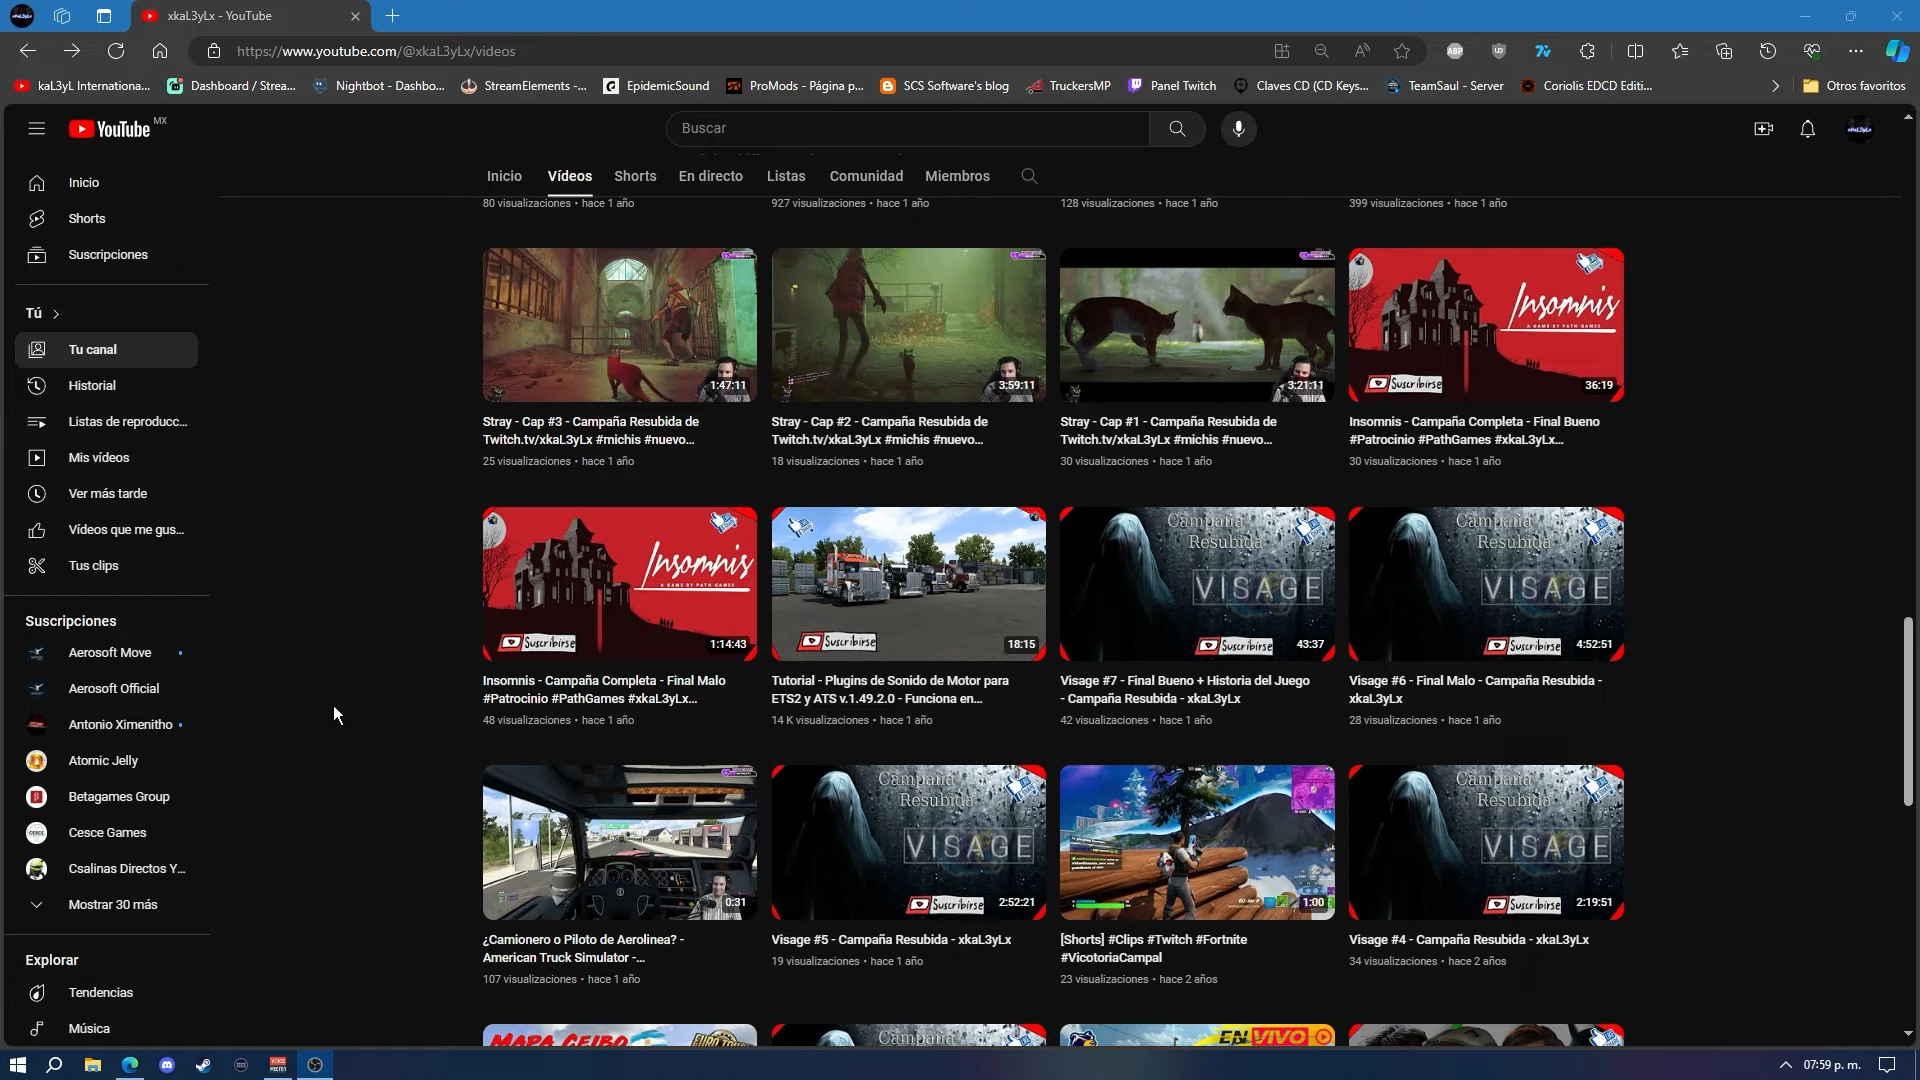 xkaL3yLx - YouTube
https://www.youtube.com/@xkaL3yLx/videos
kaL3yL Internationa...
Dashboard / Strea...
Nightbot - Dashbo...
StreamElements -...
EpidemicSound
ProMods - Página p...
SCS Software's blog
TruckersMP
Panel Twitch
Claves CD (CD Keys...
TeamSaul - Server
Coriolis EDCD Editi...
Otros favoritos
YouTube MX
Buscar
Inicio
Vídeos
Shorts
En directo
Listas
Comunidad
Miembros
Inicio
Shorts
Suscripciones
Tú
Tu canal
Historial
Listas de reproducc...
Mis vídeos
Ver más tarde
Vídeos que me gus...
Tus clips
Suscripciones
Aerosoft Move
Aerosoft Official
Antonio Ximenitho
Atomic Jelly
Betagames Group
Cesce Games
Csalinas Directos Y...
Mostrar 30 más
Explorar
Tendencias
Música
80 visualizaciones • hace 1 año
927 visualizaciones • hace 1 año
128 visualizaciones • hace 1 año
399 visualizaciones • hace 1 año
1:47:11
3:59:11
3:21:11
Insomnis
A GAME BY PATH GAMES
Suscribirse
36:19
Stray - Cap #3 - Campaña Resubida de
Twitch.tv/xkaL3yLx #michis #nuevo...
25 visualizaciones • hace 1 año
Stray - Cap #2 - Campaña Resubida de
Twitch.tv/xkaL3yLx #michis #nuevo...
18 visualizaciones • hace 1 año
Stray - Cap #1 - Campaña Resubida de
Twitch.tv/xkaL3yLx #michis #nuevo...
30 visualizaciones • hace 1 año
Insomnis - Campaña Completa - Final Bueno
#Patrocinio #PathGames #xkaL3yLx...
30 visualizaciones • hace 1 año
Insomnis
A GAME BY PATH GAMES
Suscribirse
1:14:43
Suscribirse
18:15
Campaña
Resubida
VISAGE
Suscribirse
43:37
Campaña
Resubida
VISAGE
Suscribirse
4:52:51
Insomnis - Campaña Completa - Final Malo
#Patrocinio #PathGames #xkaL3yLx...
48 visualizaciones • hace 1 año
Tutorial - Plugins de Sonido de Motor para
ETS2 y ATS v.1.49.2.0 - Funciona en...
14 K visualizaciones • hace 1 año
Visage #7 - Final Bueno + Historia del Juego
- Campaña Resubida - xkaL3yLx
42 visualizaciones • hace 1 año
Visage #6 - Final Malo - Campaña Resubida -
xkaL3yLx
28 visualizaciones • hace 1 año
0:31
Campaña
Resubida
VISAGE
Suscribirse
2:52:21
1:00
Campaña
Resubida
VISAGE
Suscribirse
2:19:51
¿Camionero o Piloto de Aerolinea? -
American Truck Simulator -...
107 visualizaciones • hace 1 año
Visage #5 - Campaña Resubida - xkaL3yLx
19 visualizaciones • hace 1 año
[Shorts] #Clips #Twitch #Fortnite
#VicotoriaCampal
23 visualizaciones • hace 2 años
Visage #4 - Campaña Resubida - xkaL3yLx
34 visualizaciones • hace 2 años
MAPA CEIBO
EURO
Campaña
EN VIVO
07:59 p. m.